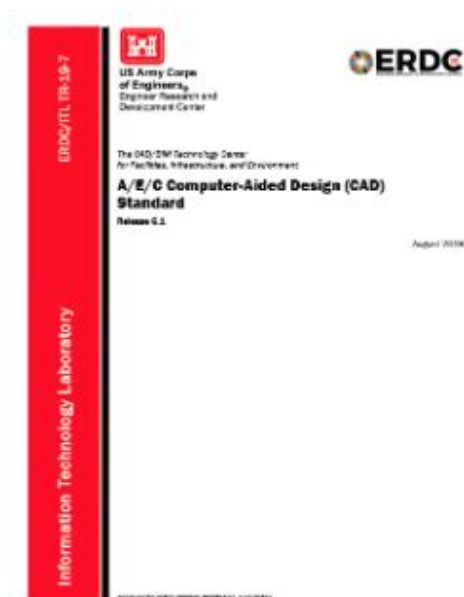 ERDC/ITL TR-19-7
Information Technology Laboratory
US Army Corps
of Engineers®
Engineer Research and
Development Center
ERDC
The CAD/BIM Technology Center
for Facilities, Infrastructure, and Environment
A/E/C Computer-Aided Design (CAD)
Standard
Release 6.1
August